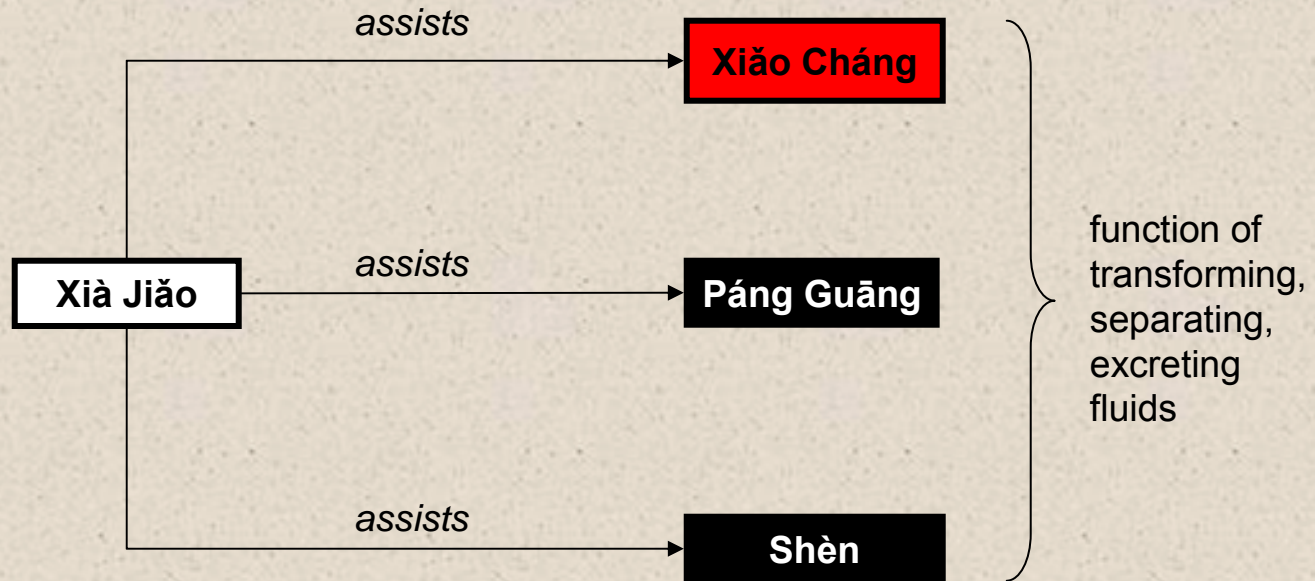 assists
Xiǎo Cháng
Xià Jiǎo
assists
Páng Guāng
function of
transforming,
separating,
excreting
fluids
assists
Shèn